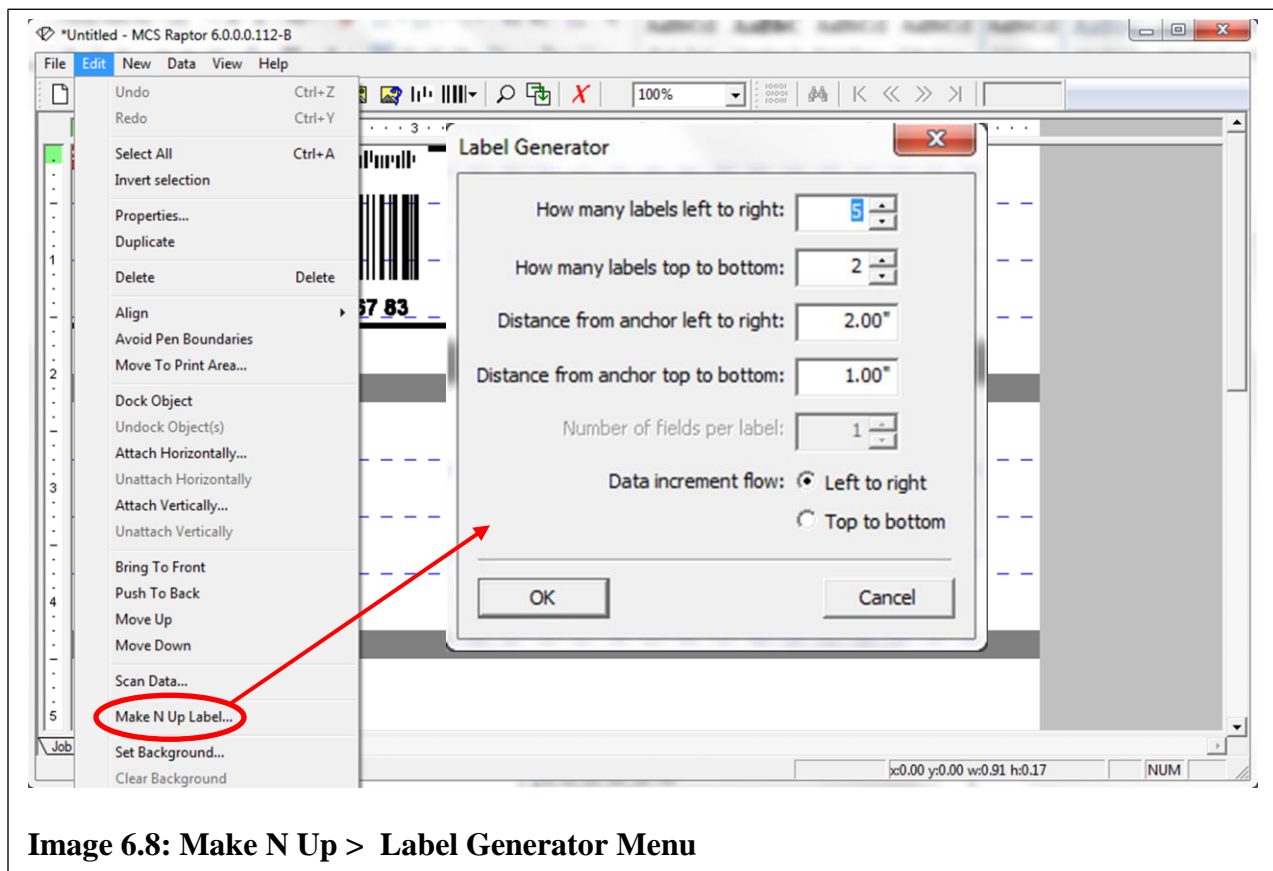 *Untitled - MCS Raptor 6.0.0.0.112-B
File Edit New Data View Help
100%
Undo Ctrl+Z
Redo Ctrl+Y
Select All Ctrl+A
Invert selection
Properties...
Duplicate
Delete Delete
Align
Avoid Pen Boundaries
Move To Print Area...
Dock Object
Undock Object(s)
Attach Horizontally...
Unattach Horizontally
Attach Vertically...
Unattach Vertically
Bring To Front
Push To Back
Move Up
Move Down
Scan Data...
Make N Up Label...
Set Background...
Clear Background
3
1
2
3
4
5
67 83
Label Generator
How many labels left to right: 5
How many labels top to bottom: 2
Distance from anchor left to right: 2.00"
Distance from anchor top to bottom: 1.00"
Number of fields per label: 1
Data increment flow: Left to right
Top to bottom
OK Cancel
Job
x:0.00 y:0.00 w:0.91 h:0.17 NUM
Image 6.8: Make N Up > Label Generator Menu